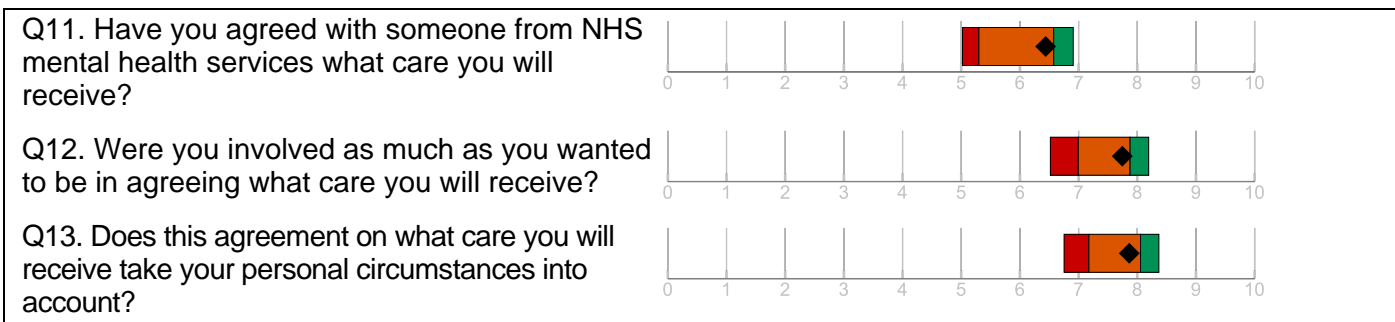 Q11. Have you agreed with someone from NHS
mental health services what care you will
receive?
0 1 2 3 4 5 6 7 8 9 10
Q12. Were you involved as much as you wanted
to be in agreeing what care you will receive?
0 1 2 3 4 5 6 7 8 9 10
Q13. Does this agreement on what care you will
receive take your personal circumstances into
account?
0 1 2 3 4 5 6 7 8 9 10